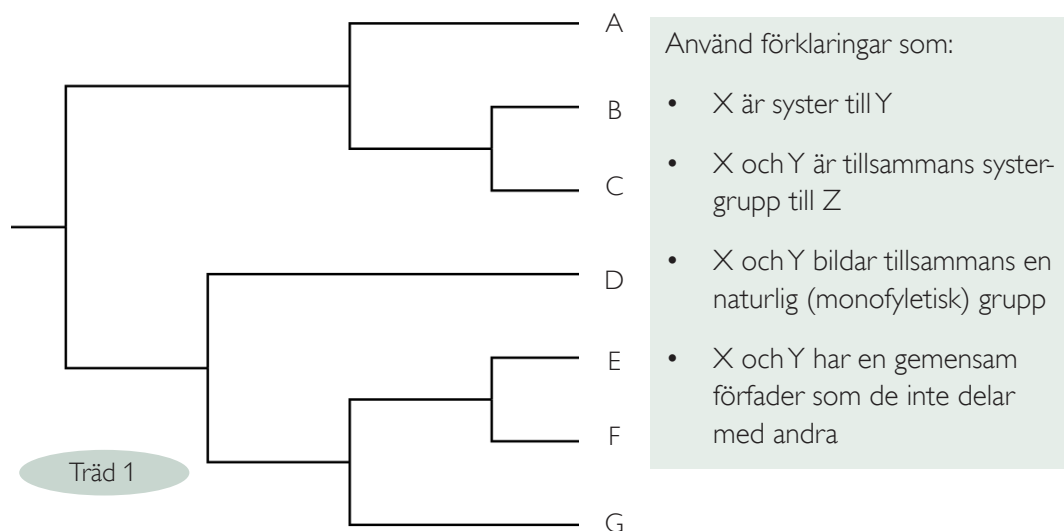 A
B
C
D
E
F
G
Träd 1
Använd förklaringar som:
• X är syster till Y
• X och Y är tillsammans syster-
grupp till Z
• X och Y bildar tillsammans en
naturlig (monofyletisk) grupp
• X och Y har en gemensam
förfader som de inte delar
med andra